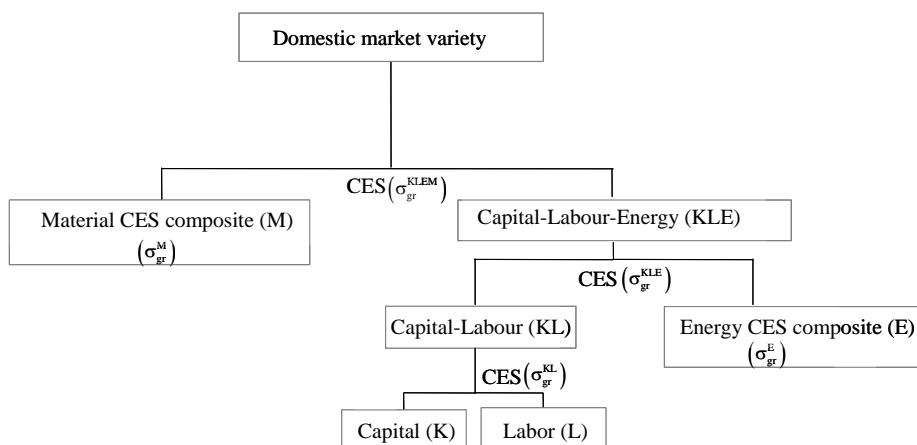 Domestic market variety
CES(σ_gr^KLEM)
Material CES composite (M)
(σ_gr^M)
Capital-Labour-Energy (KLE)
CES(σ_gr^KLE)
Capital-Labour (KL)
Energy CES composite (E)
(σ_gr^E)
CES(σ_gr^KL)
Capital (K)
Labor (L)